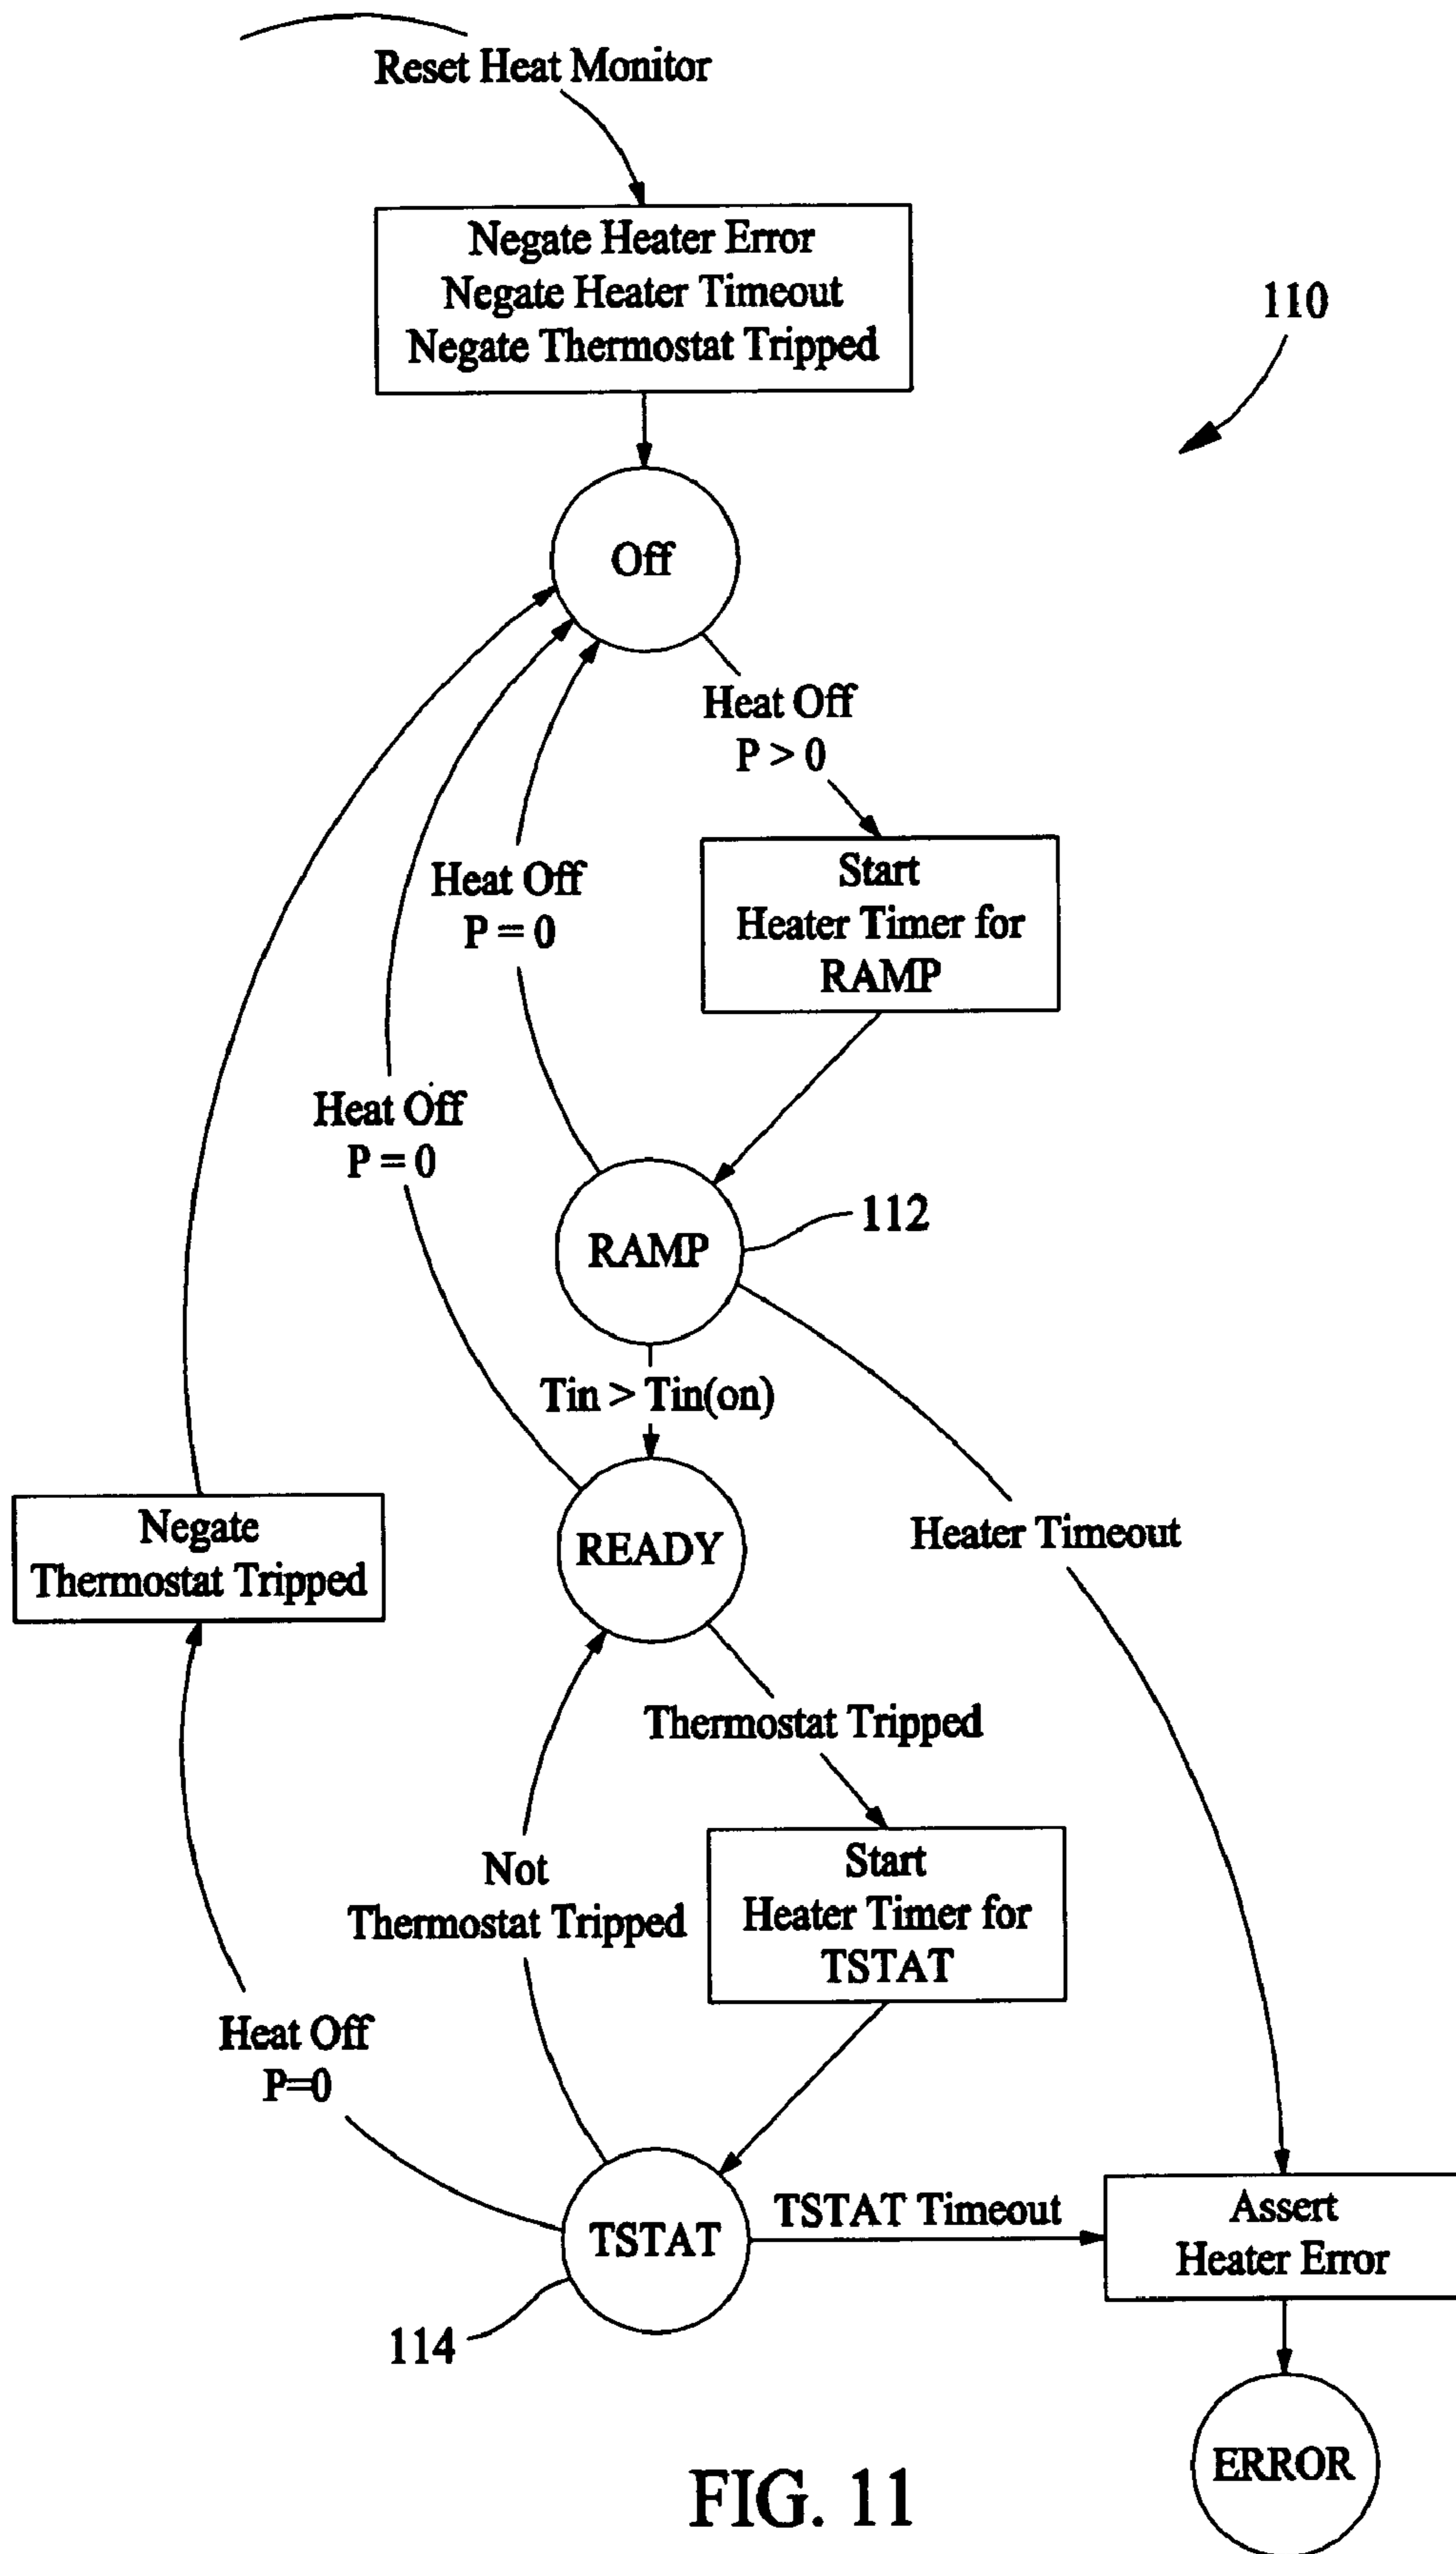 Reset Heat Monitor
Negate Heater Error
Negate Heater Timeout
Negate Thermostat Tripped
110
Off
Heat Off
P > 0
Start
Heater Timer for
RAMP
Heat Off
P = 0
Heat Off
P = 0
RAMP
112
Tin > Tin(on)
READY
Heater Timeout
Negate
Thermostat Tripped
Thermostat Tripped
Not
Thermostat Tripped
Start
Heater Timer for
TSTAT
Heat Off
P=0
TSTAT
TSTAT Timeout
Assert
Heater Error
114
ERROR
FIG. 11